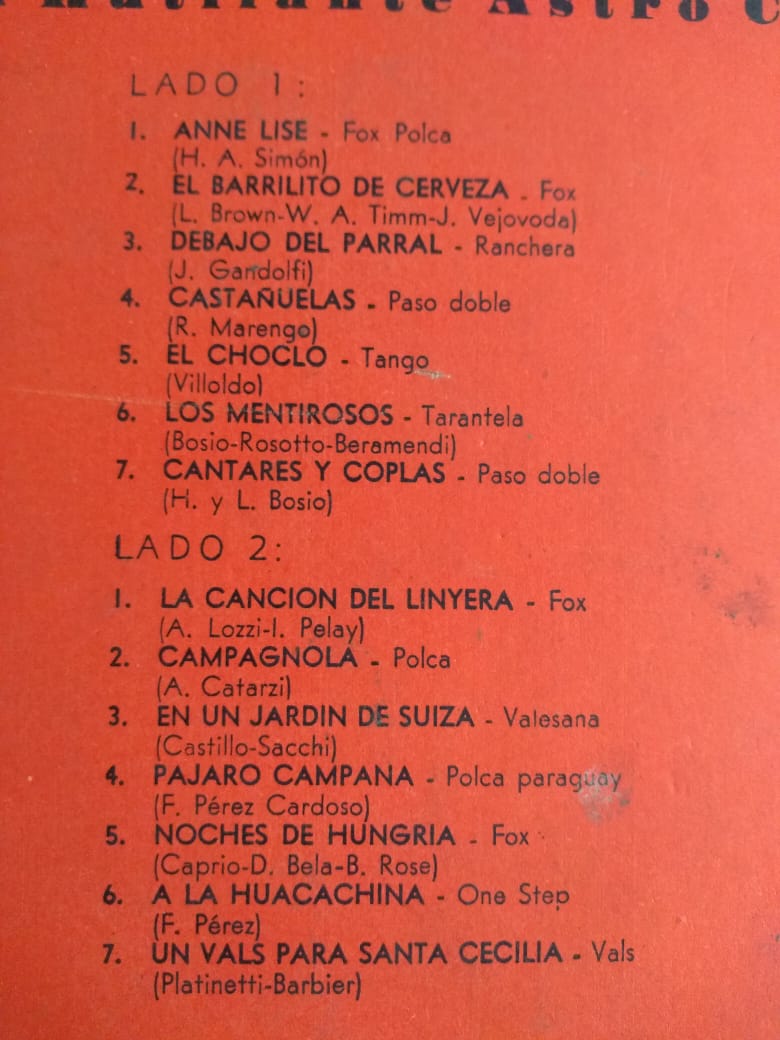 Astro
LADO 1:
1. ANNE LISE - Fox Polca
(H. A. Simón)
2. EL BARRILITO DE CERVEZA - Fox
(L. Brown-W. A. Timm-J. Vejovoda)
3. DEBAJO DEL PARRAL - Ranchera
(J. Gandolfi)
4. CASTAÑUELAS - Paso doble
(R. Marengo)
5. EL CHOCLO - Tango
(Villoldo)
6. LOS MENTIROSOS - Tarantela
(Bosio-Rosotto-Beramendi)
7. CANTARES Y COPLAS - Paso doble
(H. y L. Bosio)
LADO 2:
1. LA CANCION DEL LINYERA - Fox
(A. Lozzi-I. Pelay)
2. CAMPAGNOLA - Polca
(A. Catarzi)
3. EN UN JARDIN DE SUIZA - Valesana
(Castillo-Sacchi)
4. PAJARO CAMPANA - Polca paraguay
(F. Pérez Cardoso)
5. NOCHES DE HUNGRIA - Fox
(Caprio-D. Bela-B. Rose)
6. A LA HUACACHINA - One Step
(F. Pérez)
7. UN VALS PARA SANTA CECILIA - Vals
(Platinetti-Barbier)